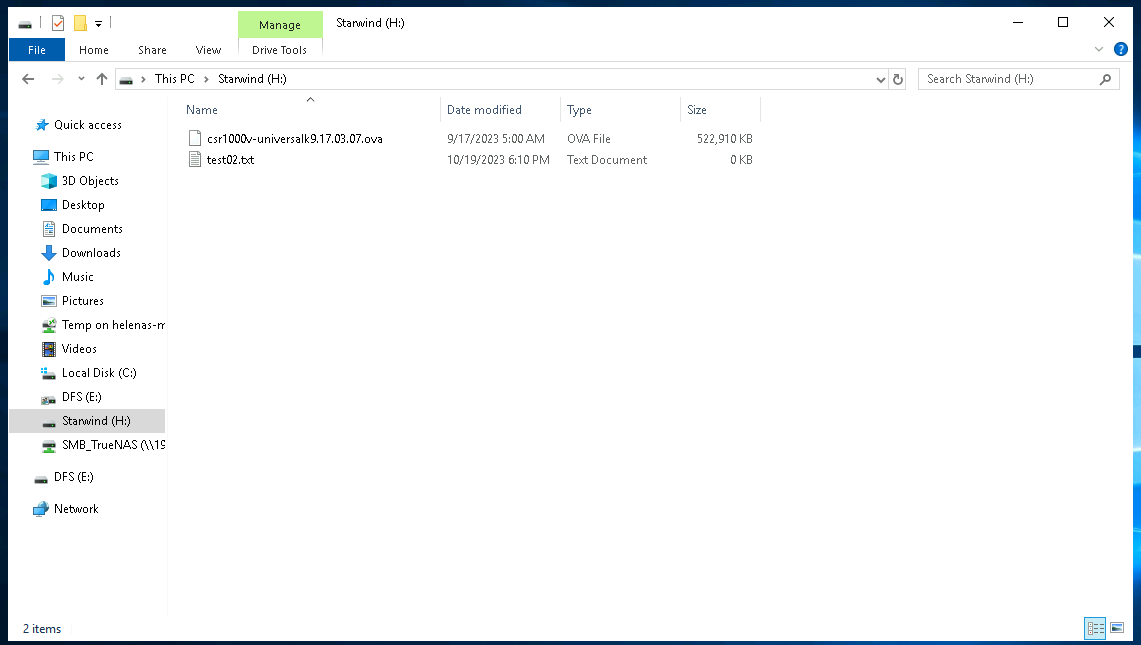 Manage
Starwind (H:)
File
Home
Share
View
Drive Tools
This PC
Starwind (H:)
Search Starwind (H:)
Name
Date modified
Type
Size
csr1000v-universalk9.17.03.07.ova
9/17/2023 5:00 AM
OVA File
522,910 KB
test02.txt
10/19/2023 6:10 PM
Text Document
0 KB
Quick access
This PC
3D Objects
Desktop
Documents
Downloads
Music
Pictures
Temp on helenas-m
Videos
Local Disk (C:)
DFS (E:)
Starwind (H:)
SMB_TrueNAS (\\19
DFS (E:)
Network
2 items